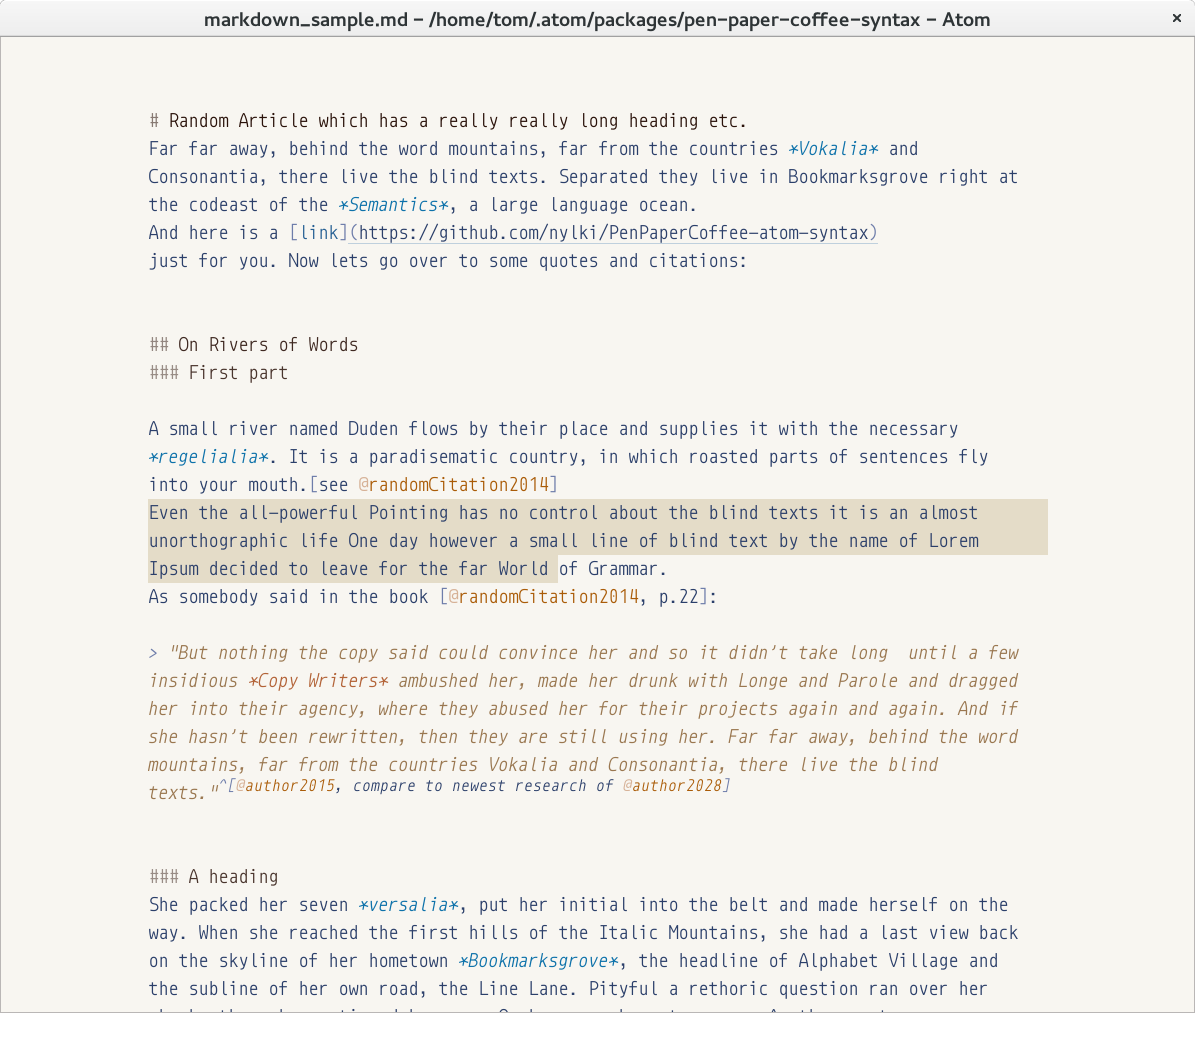 markdown_sample.md - /home/tom/.atom/packages/pen-paper-coffee-syntax - Atom
×
# Random Article which has a really really long heading etc.
Far far away, behind the word mountains, far from the countries *Vokalia* and
Consonantia, there live the blind texts. Separated they live in Bookmarksgrove right at
the codeast of the *Semantics*, a large language ocean.
And here is a [link](https://github.com/nylki/PenPaperCoffee-atom-syntax)
just for you. Now lets go over to some quotes and citations:
## On Rivers of Words
### First part
A small river named Duden flows by their place and supplies it with the necessary
*regelialia*. It is a paradisematic country, in which roasted parts of sentences fly
into your mouth.[see @randomCitation2014]
Even the all-powerful Pointing has no control about the blind texts it is an almost
unorthographic life One day however a small line of blind text by the name of Lorem
Ipsum decided to leave for the far World of Grammar.
As somebody said in the book [@randomCitation2014, p.22]:
> "But nothing the copy said could convince her and so it didn't take long  until a few
insidious *Copy Writers* ambushed her, made her drunk with Longe and Parole and dragged
her into their agency, where they abused her for their projects again and again. And if
she hasn't been rewritten, then they are still using her. Far far away, behind the word
mountains, far from the countries Vokalia and Consonantia, there live the blind
texts."^[@author2015, compare to newest research of @author2028]
### A heading
She packed her seven *versalia*, put her initial into the belt and made herself on the
way. When she reached the first hills of the Italic Mountains, she had a last view back
on the skyline of her hometown *Bookmarksgrove*, the headline of Alphabet Village and
the subline of her own road, the Line Lane. Pityful a rethoric question ran over her